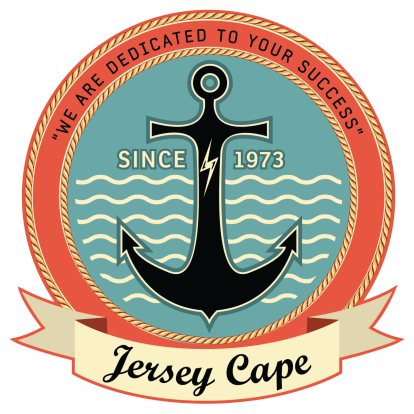 "WE ARE DEDICATED TO YOUR SUCCESS"
SINCE 1973
Jersey Cape